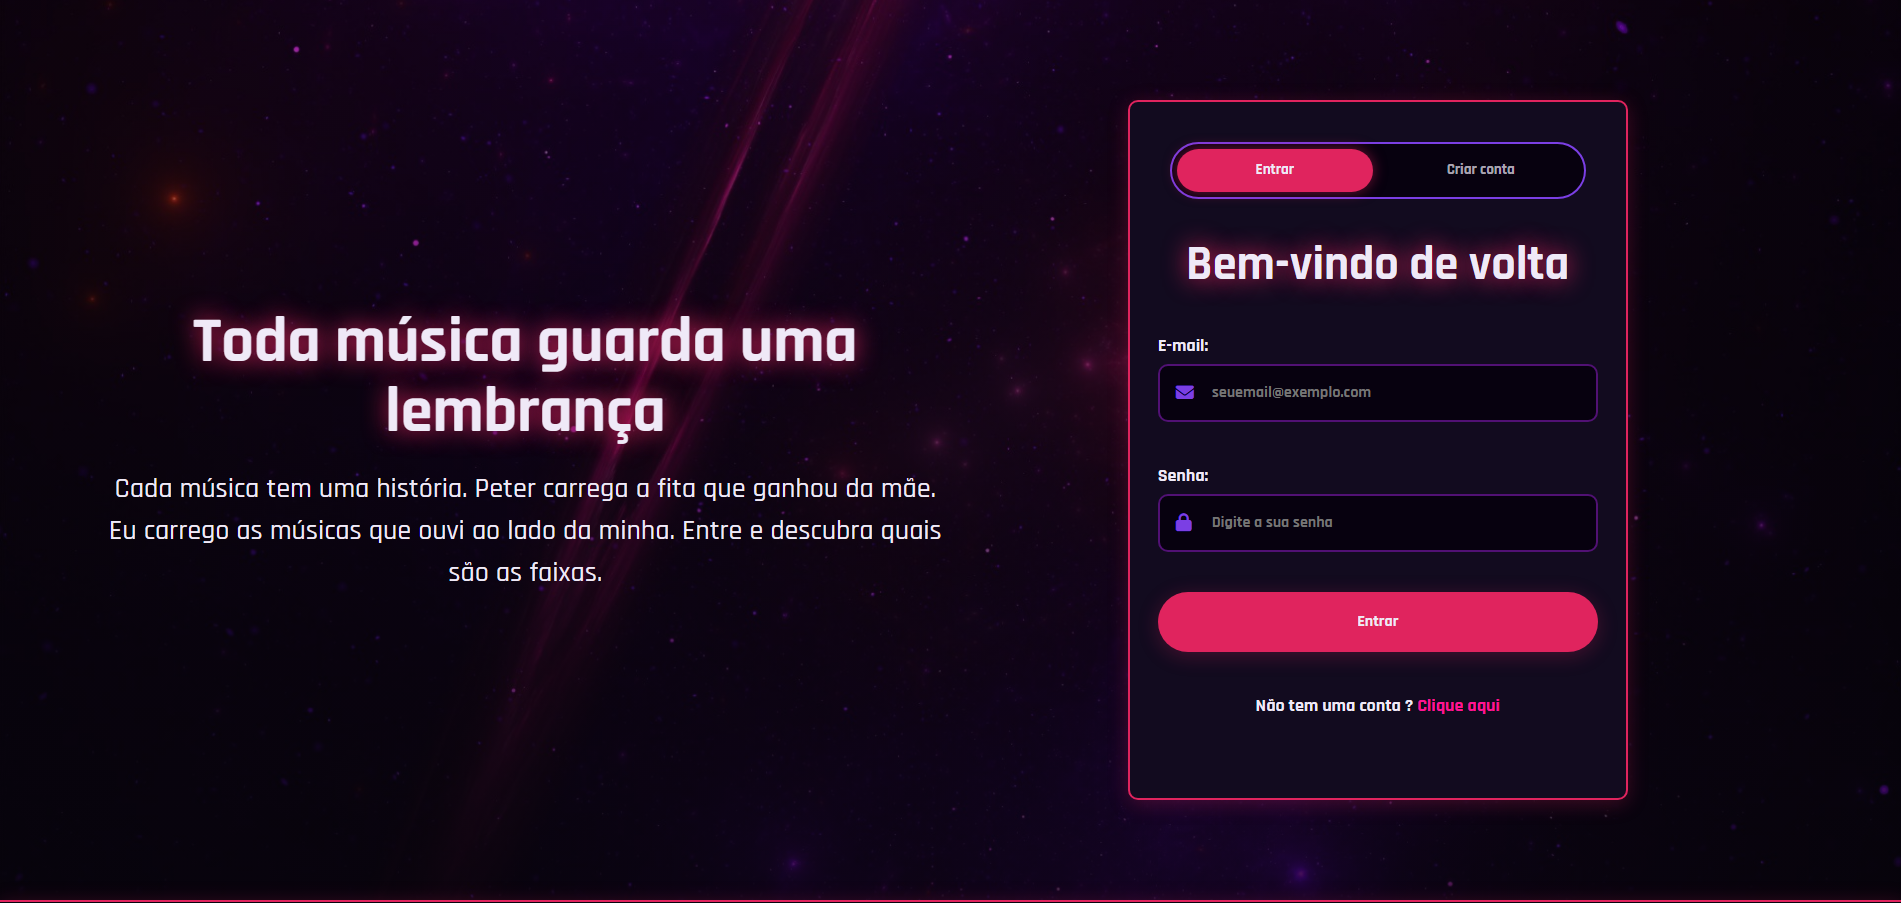 Toda música guarda uma
lembrança
Cada música tem uma história. Peter carrega a fita que ganhou da mãe.
Eu carrego as músicas que ouvi ao lado da minha. Entre e descubra quais
são as faixas.
Entrar
Criar conta
Bem-vindo de volta
E-mail:
seuemail@exemplo.com
Senha:
Digite a sua senha
Entrar
Não tem uma conta ? Clique aqui